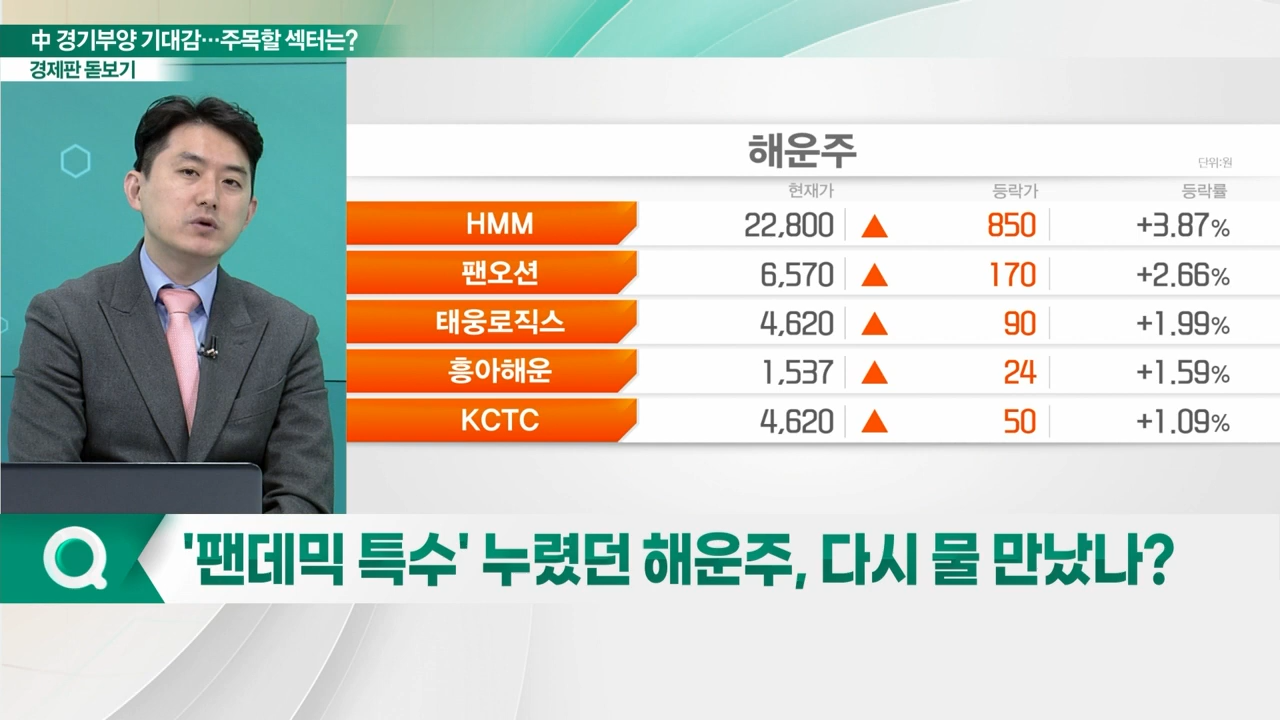 中 경기부양 기대감…주목할 섹터는?
경제판 돋보기
해운주
단위:원
현재가 등락가 등락률
HMM 22,800 ▲ 850 +3.87%
팬오션 6,570 ▲ 170 +2.66%
태웅로직스 4,620 ▲ 90 +1.99%
흥아해운 1,537 ▲ 24 +1.59%
KCTC 4,620 ▲ 50 +1.09%
Q '팬데믹 특수' 누렸던 해운주, 다시 물 만났나?